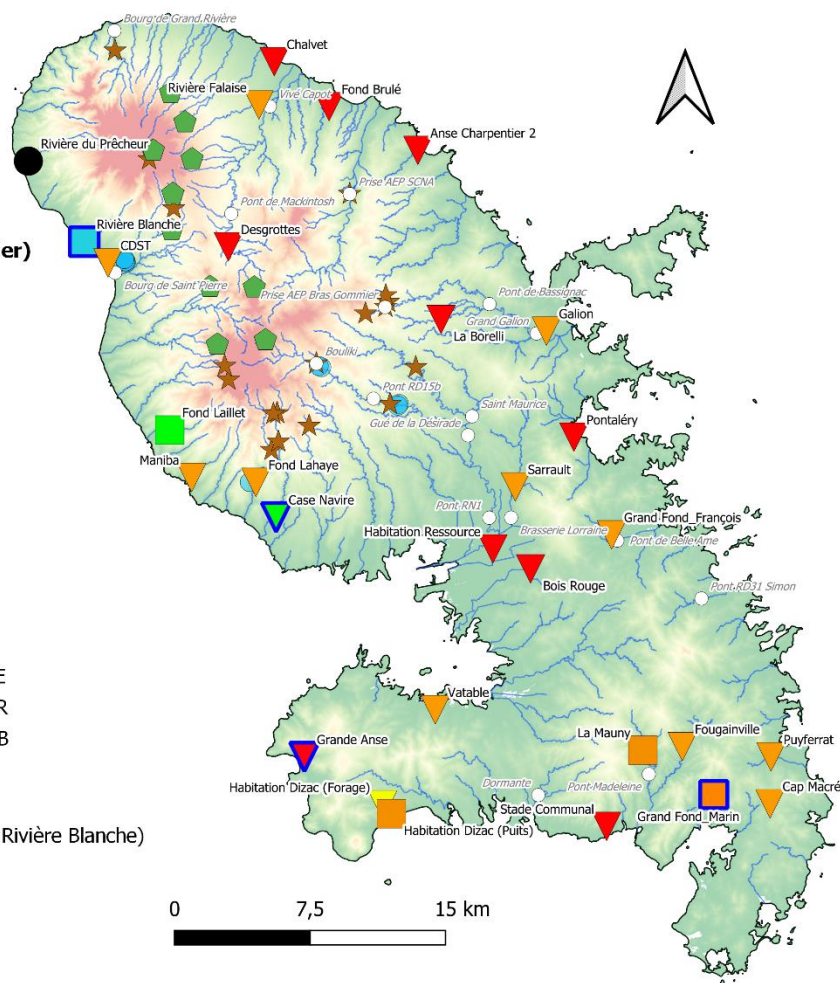 Bourg de Grand Rivière
Chalvet
Rivière Falaise
Vivé Capot
Fond Brulé
Anse Charpentier 2
Rivière du Prêcheur
Prise AEP SCNA
Pont de Mackintosh
Rivière Blanche
Desgrottes
er)
CDST
Bourg de Saint Pierre
Prise AEP Bras Gommier
Pont de Bassignac
Grand Galion
Galion
La Borelli
Bouliki
Pont RD15b
Saint Maurice
Fond Laillet
Gué de la Désirade
Pontaléry
Maniba
Fond Lahaye
Sarrault
Case Navire
Pont RN1
Brasserie Lorraine
Grand Fond_François
Habitation Ressource
Pont de Belle Ame
Bois Rouge
Pont RD31 Simon
E
R
Vatable
B
La Mauny
Fougainville
Puyferrat
Grande Anse
Habitation Dizac (Forage)
Dormante
Pont-Madeleine
Cap Macré
Stade Communal
Grand Fond_Marin
Habitation Dizac (Puits)
Rivière Blanche)
0 7,5 15 km